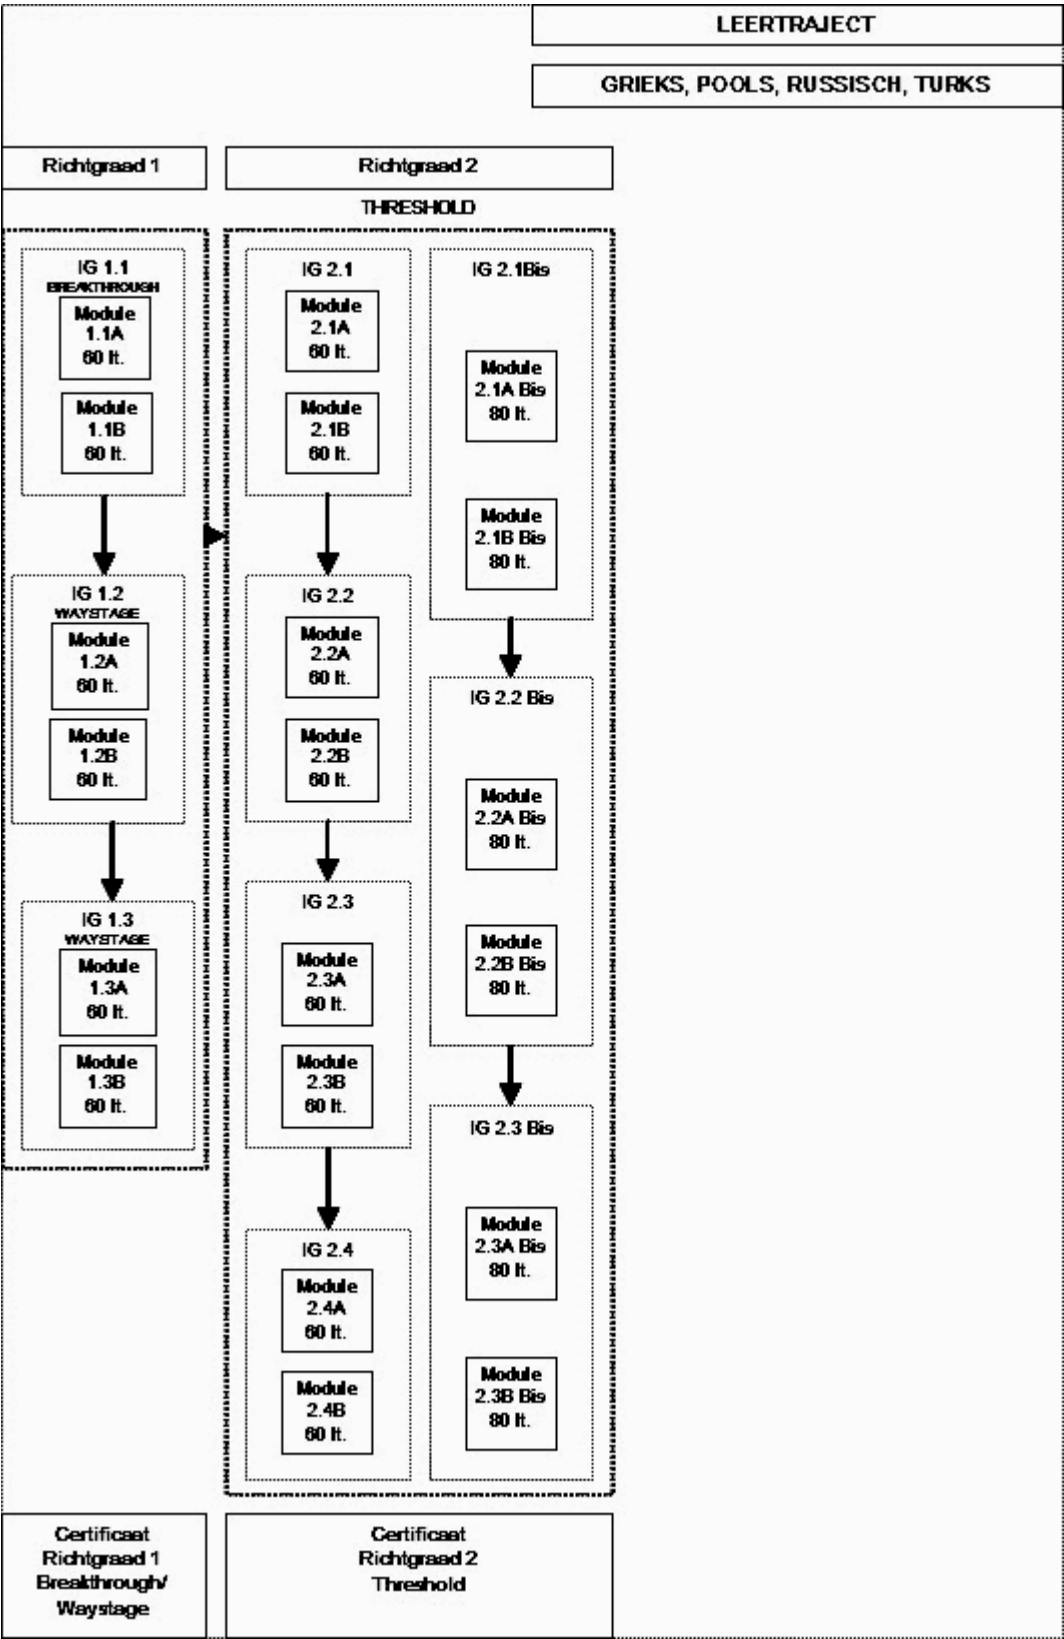 LEERTRAJECT
GRIEKS, POOLS, RUSSISCH, TURKS
Richtgraad 1
Richtgraad 2
THRESHOLD
IG 1.1
BREAKTHROUGH
Module
1.1A
60 lt.
Module
1.1B
60 lt.
IG 1.2
WAYSTAGE
Module
1.2A
60 lt.
Module
1.2B
60 lt.
IG 1.3
WAYSTAGE
Module
1.3A
60 lt.
Module
1.3B
60 lt.
IG 2.1
Module
2.1A
60 lt.
Module
2.1B
60 lt.
IG 2.2
Module
2.2A
60 lt.
Module
2.2B
60 lt.
IG 2.3
Module
2.3A
60 lt.
Module
2.3B
60 lt.
IG 2.4
Module
2.4A
60 lt.
Module
2.4B
60 lt.
IG 2.1Bis
Module
2.1A Bis
80 lt.
Module
2.1B Bis
80 lt.
IG 2.2 Bis
Module
2.2A Bis
80 lt.
Module
2.2B Bis
80 lt.
IG 2.3 Bis
Module
2.3A Bis
80 lt.
Module
2.3B Bis
80 lt.
Certificaat
Richtgraad 1
Breakthrough/
Waystage
Certificaat
Richtgraad 2
Threshold